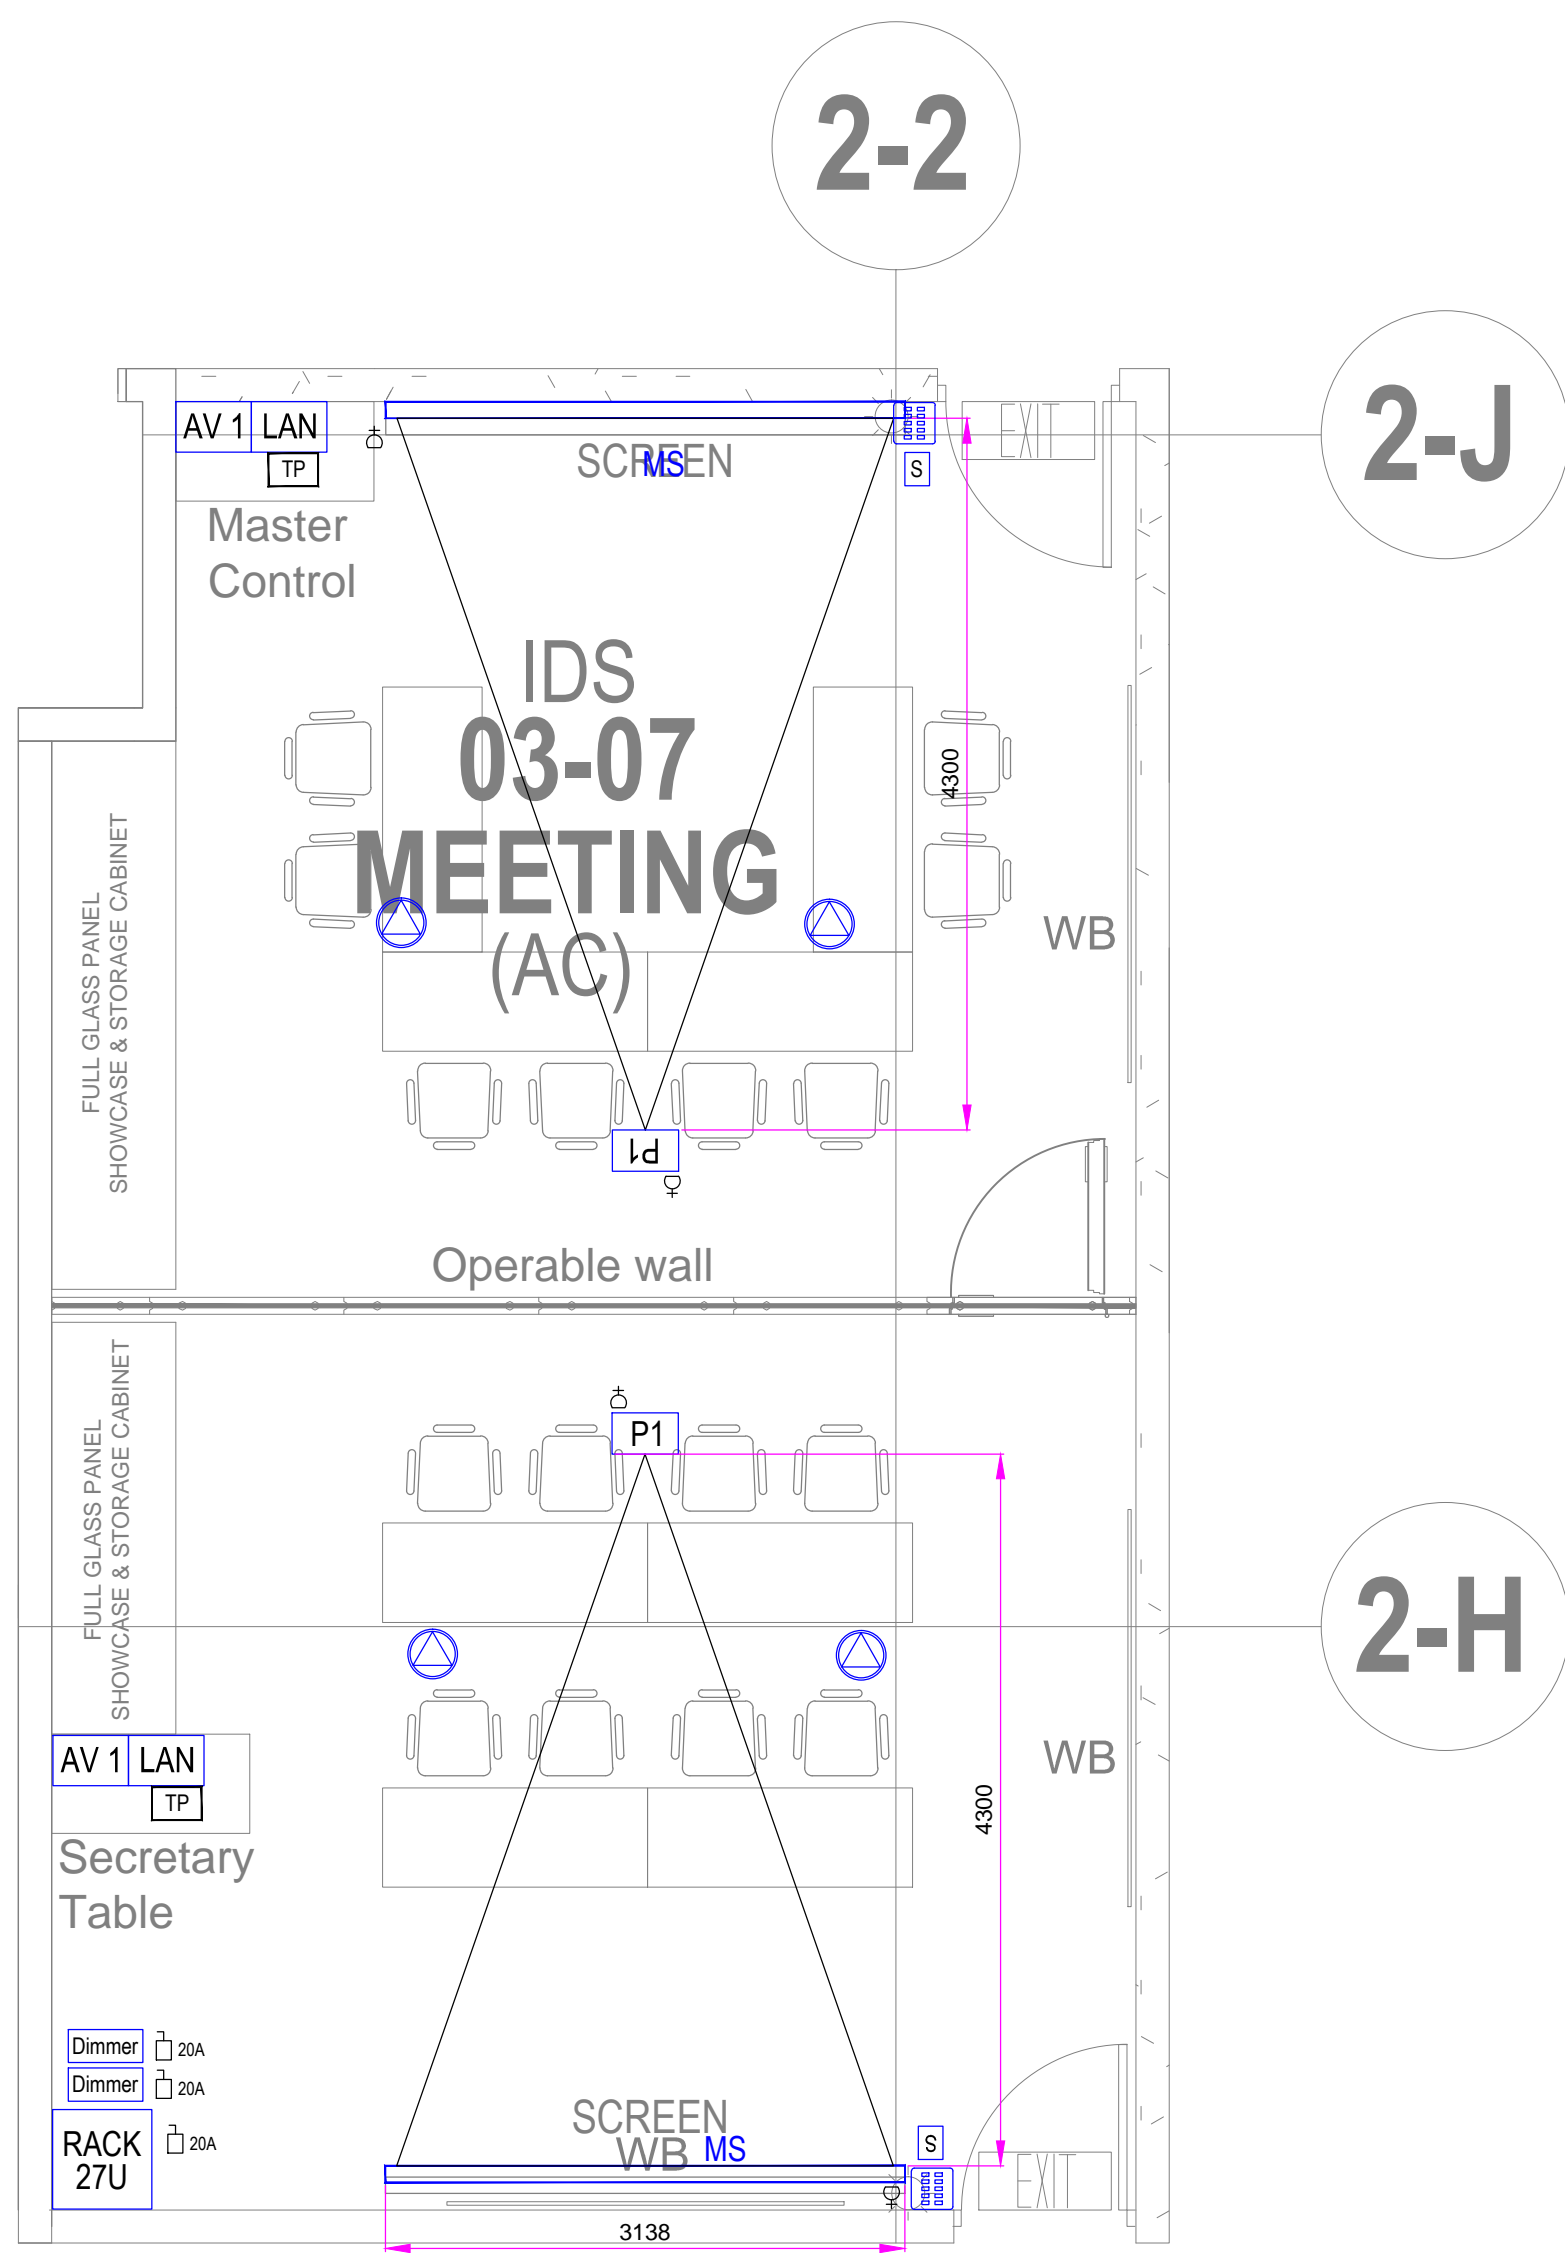 2-2
2-J
AV 1 LAN
TP
SCREEN
MS
S
EXIT
Master
Control
IDS
03-07
MEETING
(AC)
4300
FULL GLASS PANEL
SHOWCASE & STORAGE CABINET
WB
P1
Operable wall
FULL GLASS PANEL
SHOWCASE & STORAGE CABINET
P1
2-H
AV 1 LAN
TP
WB
4300
Secretary
Table
Dimmer 20A
Dimmer 20A
RACK
27U
20A
SCREEN
WB
MS
S
EXIT
3138